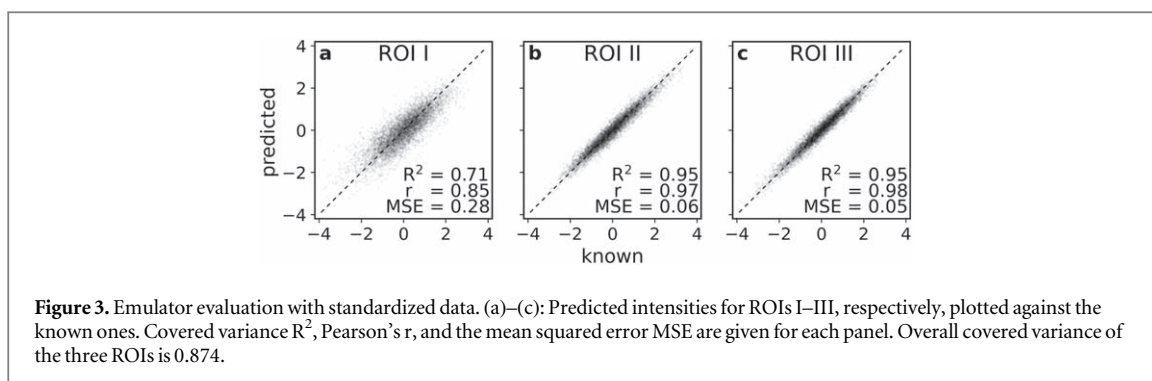 a ROI I b ROI II c ROI III
4
2
0
−2
−4
predicted
R² = 0.71
r = 0.85
MSE = 0.28
R² = 0.95
r = 0.97
MSE = 0.06
R² = 0.95
r = 0.98
MSE = 0.05
−4 −2 0 2 4 −4 −2 0 2 4 −4 −2 0 2 4
known
Figure 3. Emulator evaluation with standardized data. (a)–(c): Predicted intensities for ROIs I–III, respectively, plotted against the
known ones. Covered variance R², Pearson's r, and the mean squared error MSE are given for each panel. Overall covered variance of
the three ROIs is 0.874.